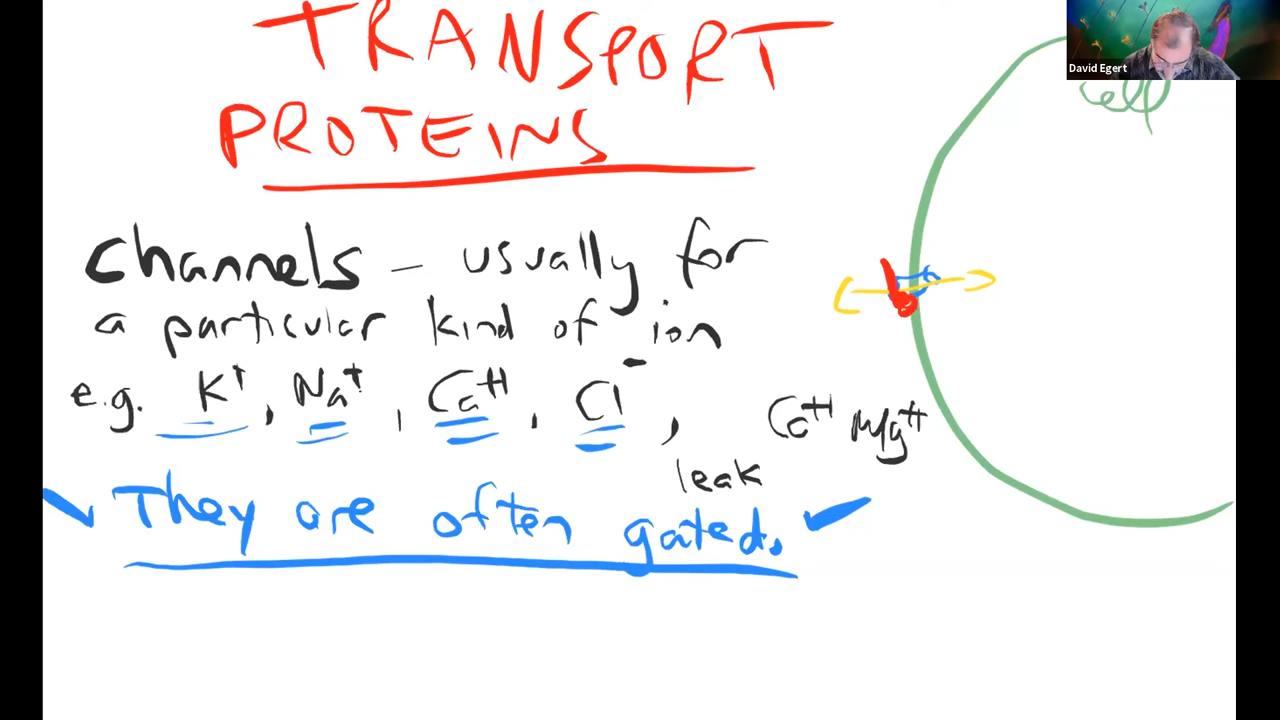 TRANSPORT
PROTEINS
David Egert
cell
channels – usually for
a particular kind of ion
e.g. K+, Na+, Ca++, Cl-,
Ca++ Mg++
leak
They are often gated.